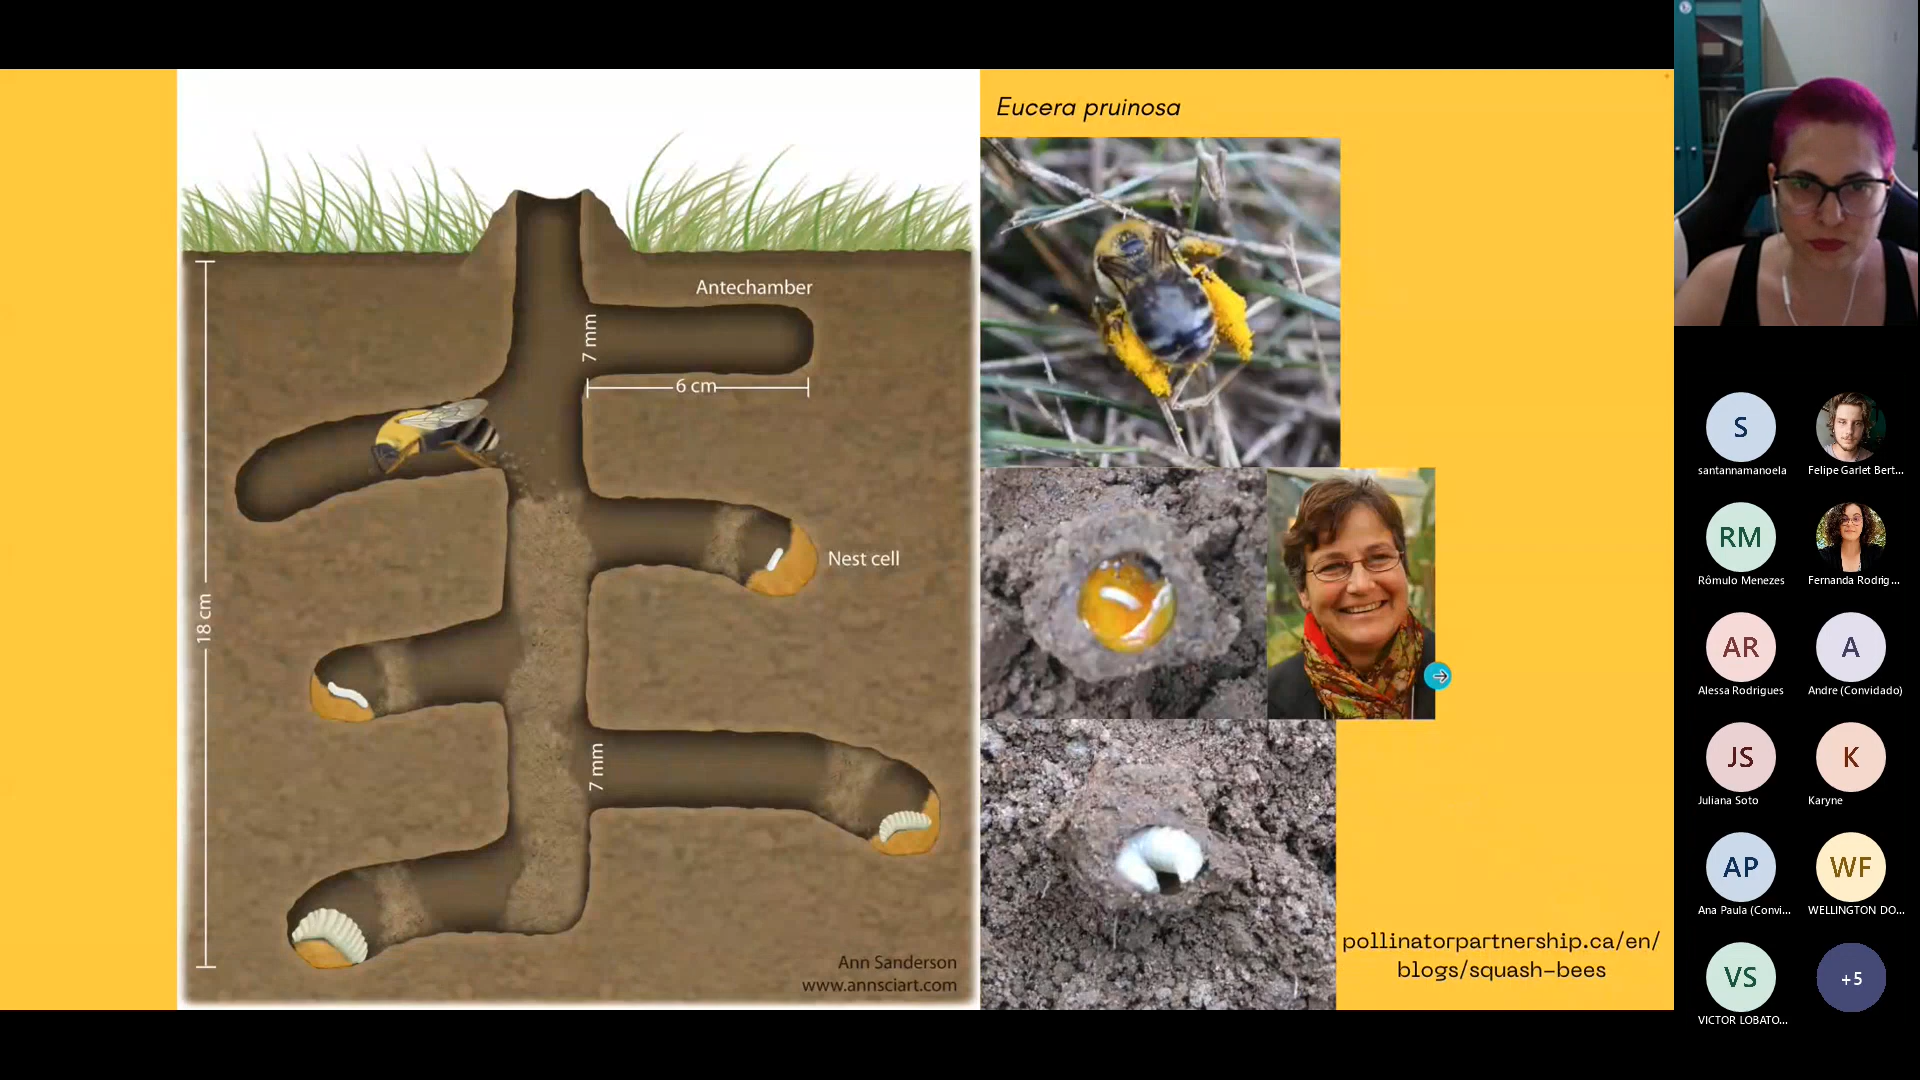 Eucera pruinosa
Antechamber
7 mm
6 cm
Nest cell
18 cm
7 mm
Ann Sanderson
www.annsciart.com
pollinatorpartnership.ca/en/
blogs/squash-bees
S
santannamanoela
Felipe Garlet Bert...
RM
Rômulo Menezes
Fernanda Rodrig...
AR
Alessa Rodrigues
A
Andre (Convidado)
JS
Juliana Soto
K
Karyne
AP
Ana Paula (Convi...
WF
WELLINGTON DO...
VS
VICTOR LOBATO...
+5